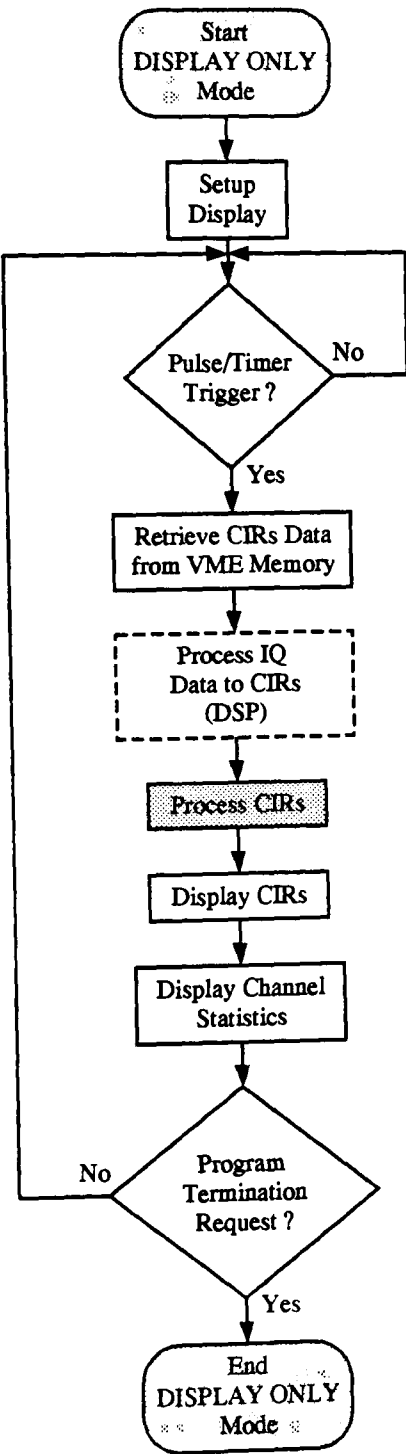 Start
DISPLAY ONLY
Mode
Setup
Display
Pulse/Timer
Trigger ?
No
Yes
Retrieve CIRs Data
from VME Memory
Process IQ
Data to CIRs
(DSP)
Process CIRs
Display CIRs
Display Channel
Statistics
No
Program
Termination
Request ?
Yes
End
DISPLAY ONLY
Mode